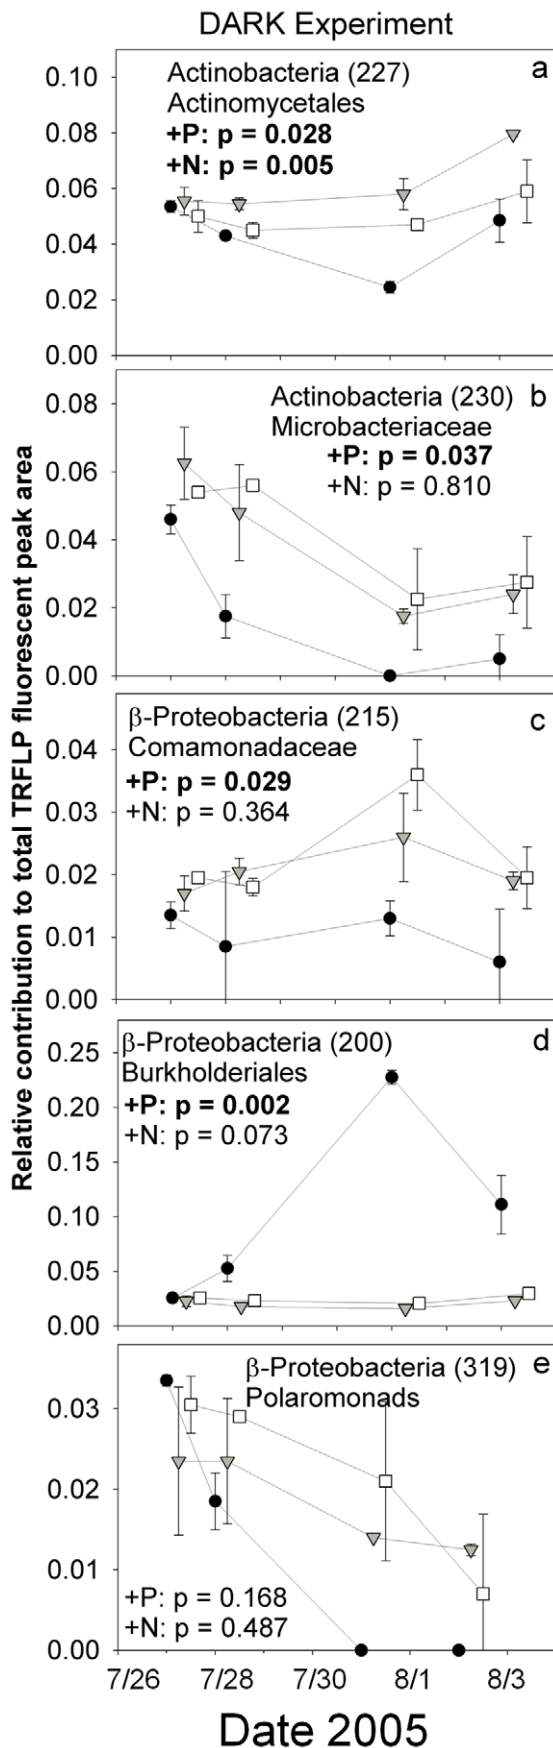 DARK Experiment
a
Actinobacteria (227)
Actinomycetales
+P: p = 0.028
+N: p = 0.005
0.10
0.08
0.06
0.04
0.02
0.00
b
Actinobacteria (230)
Microbacteriaceae
+P: p = 0.037
+N: p = 0.810
0.08
0.06
0.04
0.02
0.00
c
β-Proteobacteria (215)
Comamonadaceae
+P: p = 0.029
+N: p = 0.364
0.04
0.03
0.02
0.01
0.00
d
β-Proteobacteria (200)
Burkholderiales
+P: p = 0.002
+N: p = 0.073
0.25
0.20
0.15
0.10
0.05
0.00
e
β-Proteobacteria (319)
Polaromonads
+P: p = 0.168
+N: p = 0.487
0.03
0.02
0.01
0.00
Relative contribution to total TRFLP fluorescent peak area
7/26 7/28 7/30 8/1 8/3
Date 2005